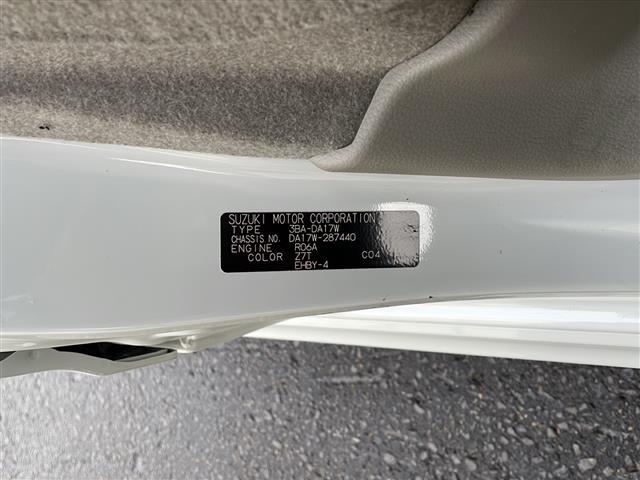 SUZUKI MOTOR CORPORATION
TYPE 3BA-DA17W
CHASSIS NO. DA17W-287440
ENGINE R06A
COLOR Z7T C04
EHBY-4